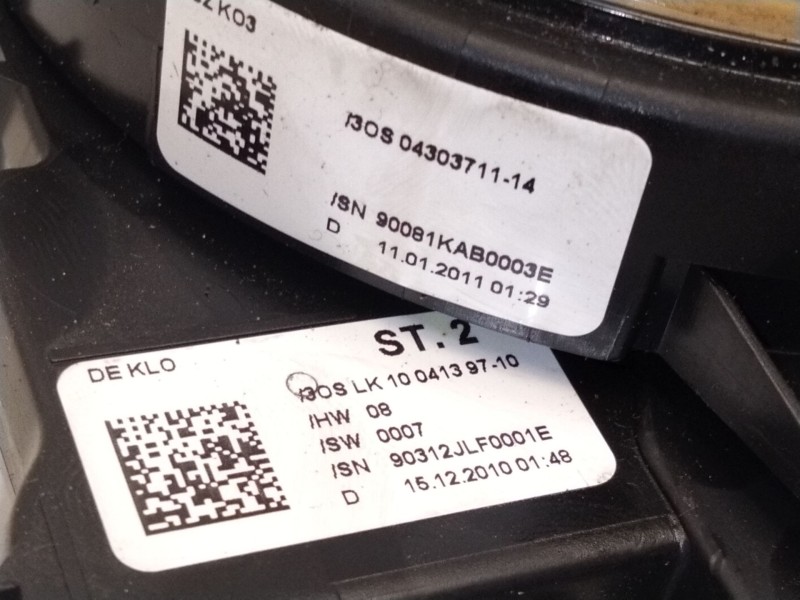 ZKO3
/3OS 04303711-14
/SN 90081KAB0003E
D 11.01.2011 01:29
ST. 2
DE KLO
/3OS LK 10 0413 97-10
/HW 08
/SW 0007
/SN 90312JLF0001E
D 15.12.2010 01:48